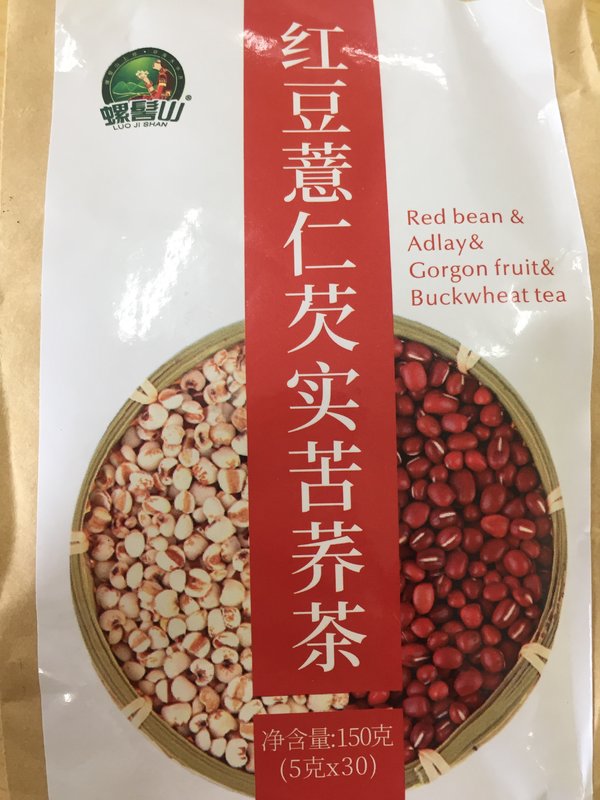 螺髻山®
LUO JI SHAN
红豆薏仁芡实苦荞茶
Red bean &
Adlay&
Gorgon fruit&
Buckwheat tea
净含量:150克
(5克x30)